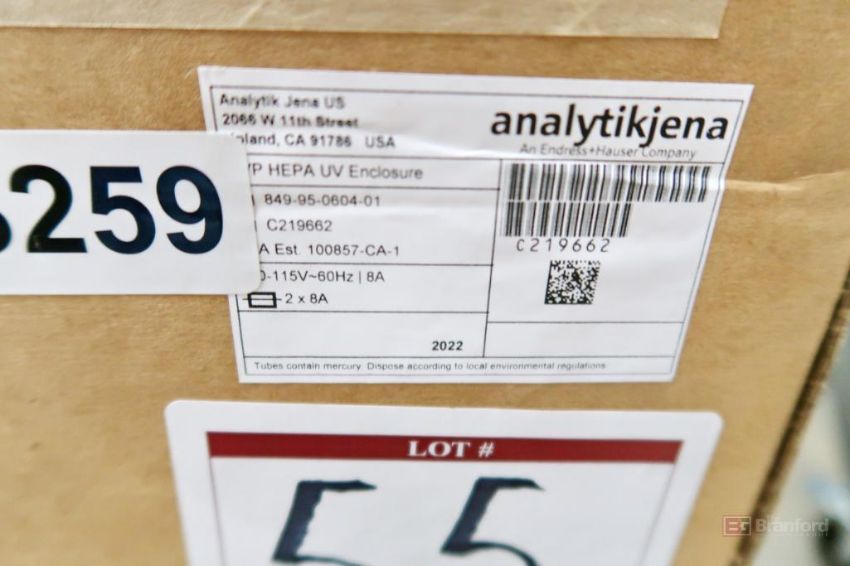 Analytik Jena US
2066 W 11th Street
land, CA 91786 USA
analytikjena
An Endress+Hauser Company
259
P HEPA UV Enclosure
849-95-0604-01
C219662
A Est. 100857-CA-1
0-115V~60Hz | 8A
2 x 8A
2022
C219662
Tubes contain mercury. Dispose according to local environmental regulations
LOT #
55
BG Branford